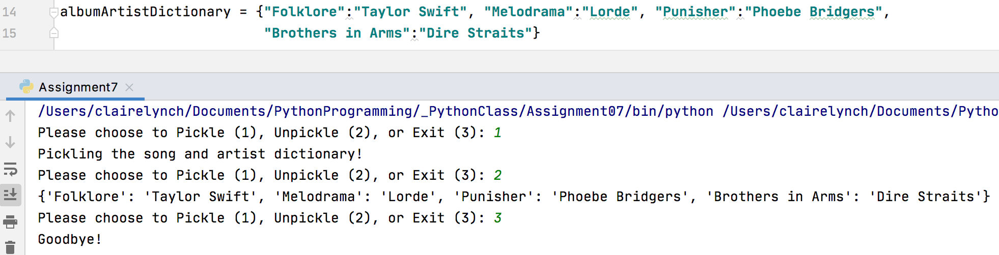 14 albumArtistDictionary = {"Folklore":"Taylor Swift", "Melodrama":"Lorde", "Punisher":"Phoebe Bridgers",
15 "Brothers in Arms":"Dire Straits"}
Assignment7
/Users/clairelynch/Documents/PythonProgramming/_PythonClass/Assignment07/bin/python /Users/clairelynch/Documents/Pytho
Please choose to Pickle (1), Unpickle (2), or Exit (3): 1
Pickling the song and artist dictionary!
Please choose to Pickle (1), Unpickle (2), or Exit (3): 2
{'Folklore': 'Taylor Swift', 'Melodrama': 'Lorde', 'Punisher': 'Phoebe Bridgers', 'Brothers in Arms': 'Dire Straits'}
Please choose to Pickle (1), Unpickle (2), or Exit (3): 3
Goodbye!